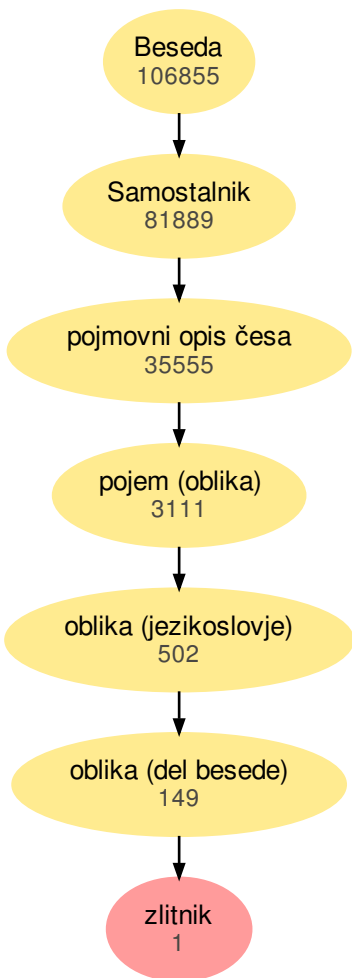 Beseda
106855
Samostalnik
81889
pojmovni opis česa
35555
pojem (oblika)
3111
oblika (jezikoslovje)
502
oblika (del besede)
149
zlitnik
1